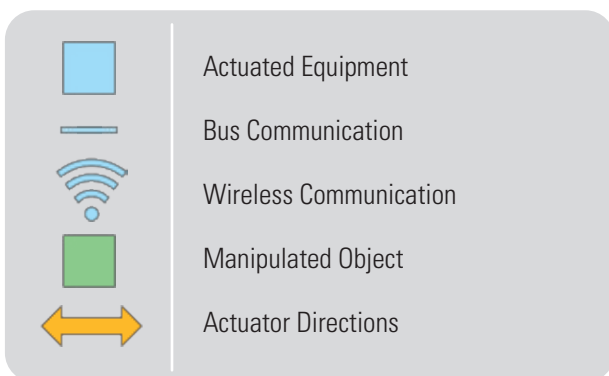 Actuated Equipment
Bus Communication
Wireless Communication
Manipulated Object
Actuator Directions